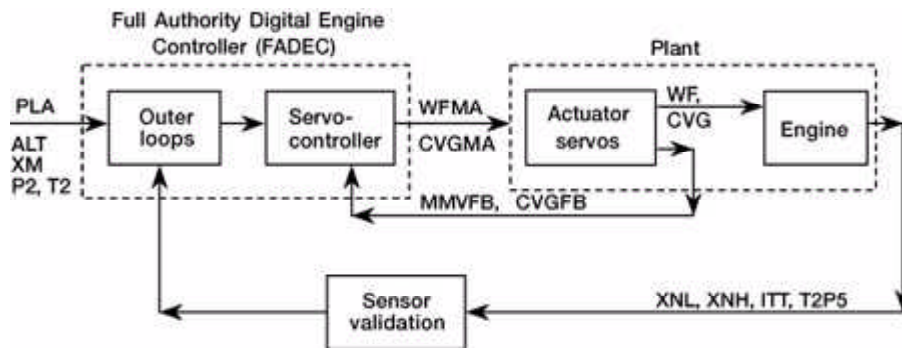 Full Authority Digital Engine
Controller (FADEC)
Plant
PLA
ALT
XM
P2, T2
Outer
loops
Servo-
controller
WFMA
CVGMA
Actuator
servos
WF,
CVG
Engine
MMVFB, CVGFB
XNL, XNH, ITT, T2P5
Sensor
validation